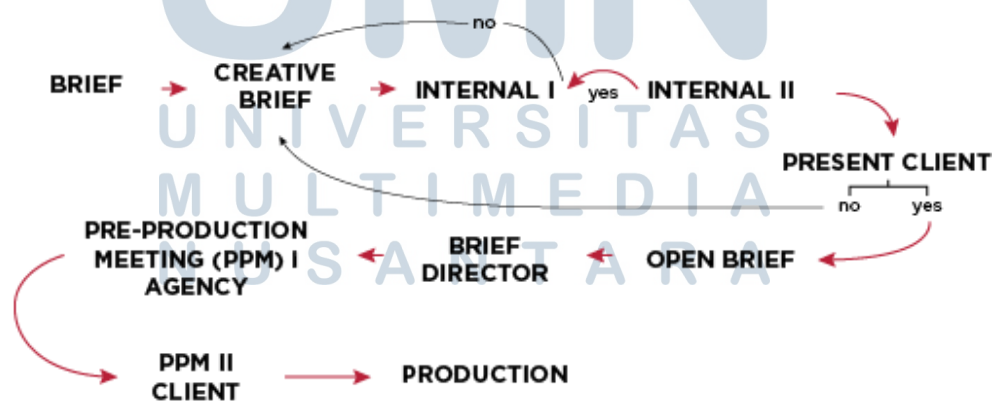 UMN
no
BRIEF
CREATIVE
BRIEF
INTERNAL I
yes
INTERNAL II
UNIVERSITAS
PRESENT CLIENT
no
yes
MULTIMEDIA
PRE-PRODUCTION
MEETING (PPM) I
AGENCY
BRIEF
DIRECTOR
OPEN BRIEF
NUSANTARA
PPM II
CLIENT
PRODUCTION